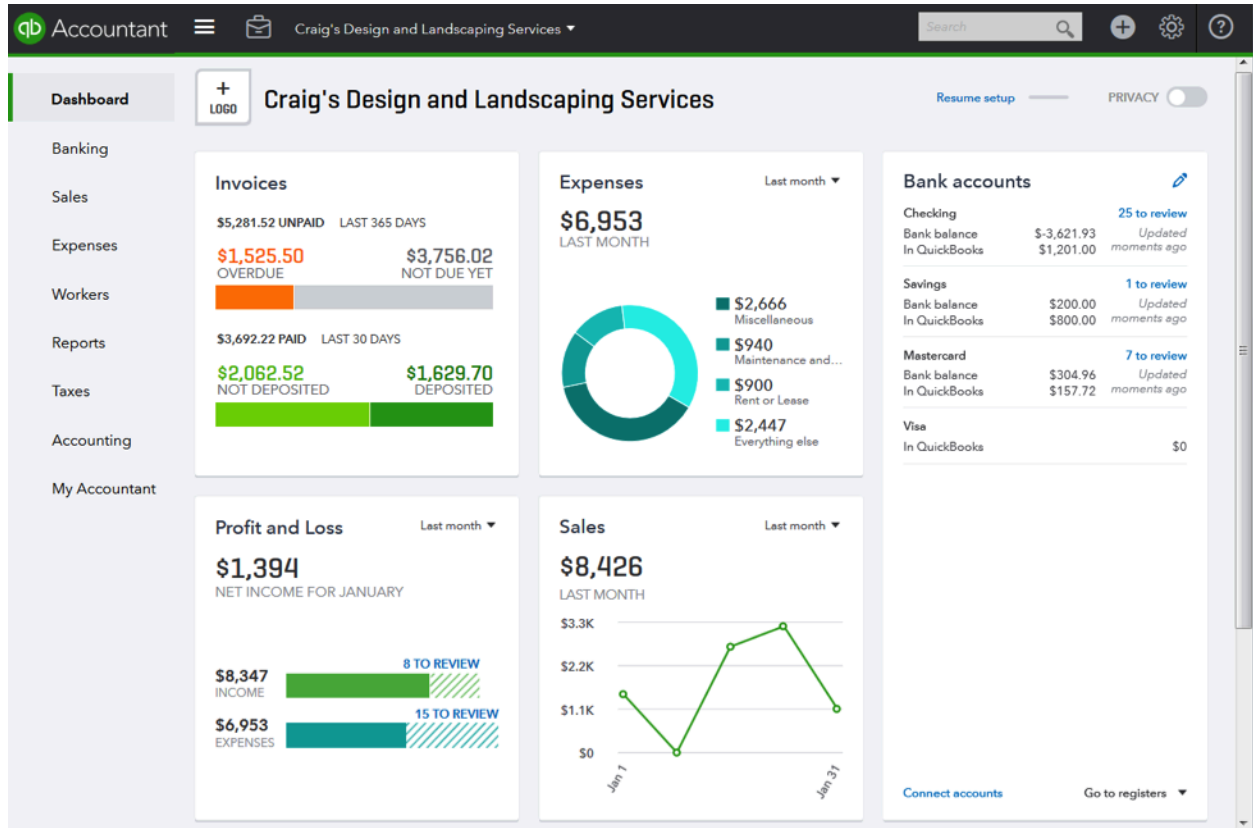 qb Accountant
Craig's Design and Landscaping Services
Search
Dashboard
Banking
Sales
Expenses
Workers
Reports
Taxes
Accounting
My Accountant
+
LOGO
Craig's Design and Landscaping Services
Resume setup
PRIVACY
Invoices
$5,281.52 UNPAID LAST 365 DAYS
$1,525.50 $3,756.02
OVERDUE NOT DUE YET
$3,692.22 PAID LAST 30 DAYS
$2,062.52 $1,629.70
NOT DEPOSITED DEPOSITED
Expenses Last month
$6,953
LAST MONTH
$2,666
Miscellaneous
$940
Maintenance and...
$900
Rent or Lease
$2,447
Everything else
Bank accounts
Checking 25 to review
Bank balance $-3,621.93 Updated
In QuickBooks $1,201.00 moments ago
Savings 1 to review
Bank balance $200.00 Updated
In QuickBooks $800.00 moments ago
Mastercard 7 to review
Bank balance $304.96 Updated
In QuickBooks $157.72 moments ago
Visa
In QuickBooks $0
Connect accounts Go to registers
Profit and Loss Last month
$1,394
NET INCOME FOR JANUARY
8 TO REVIEW
$8,347
INCOME
15 TO REVIEW
$6,953
EXPENSES
Sales Last month
$8,426
LAST MONTH
$3.3K
$2.2K
$1.1K
$0
Jan 1 Jan 31